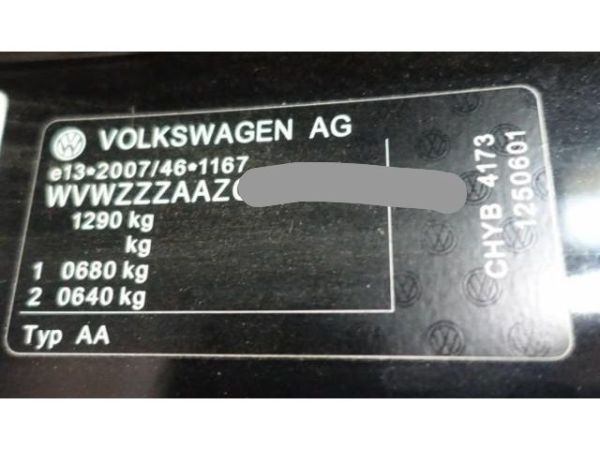 VOLKSWAGEN AG
e13*2007/46*1167
WVWZZZAAZ
1290 kg
kg
1 0680 kg
2 0640 kg
Typ AA
CHYB 4173
1250601